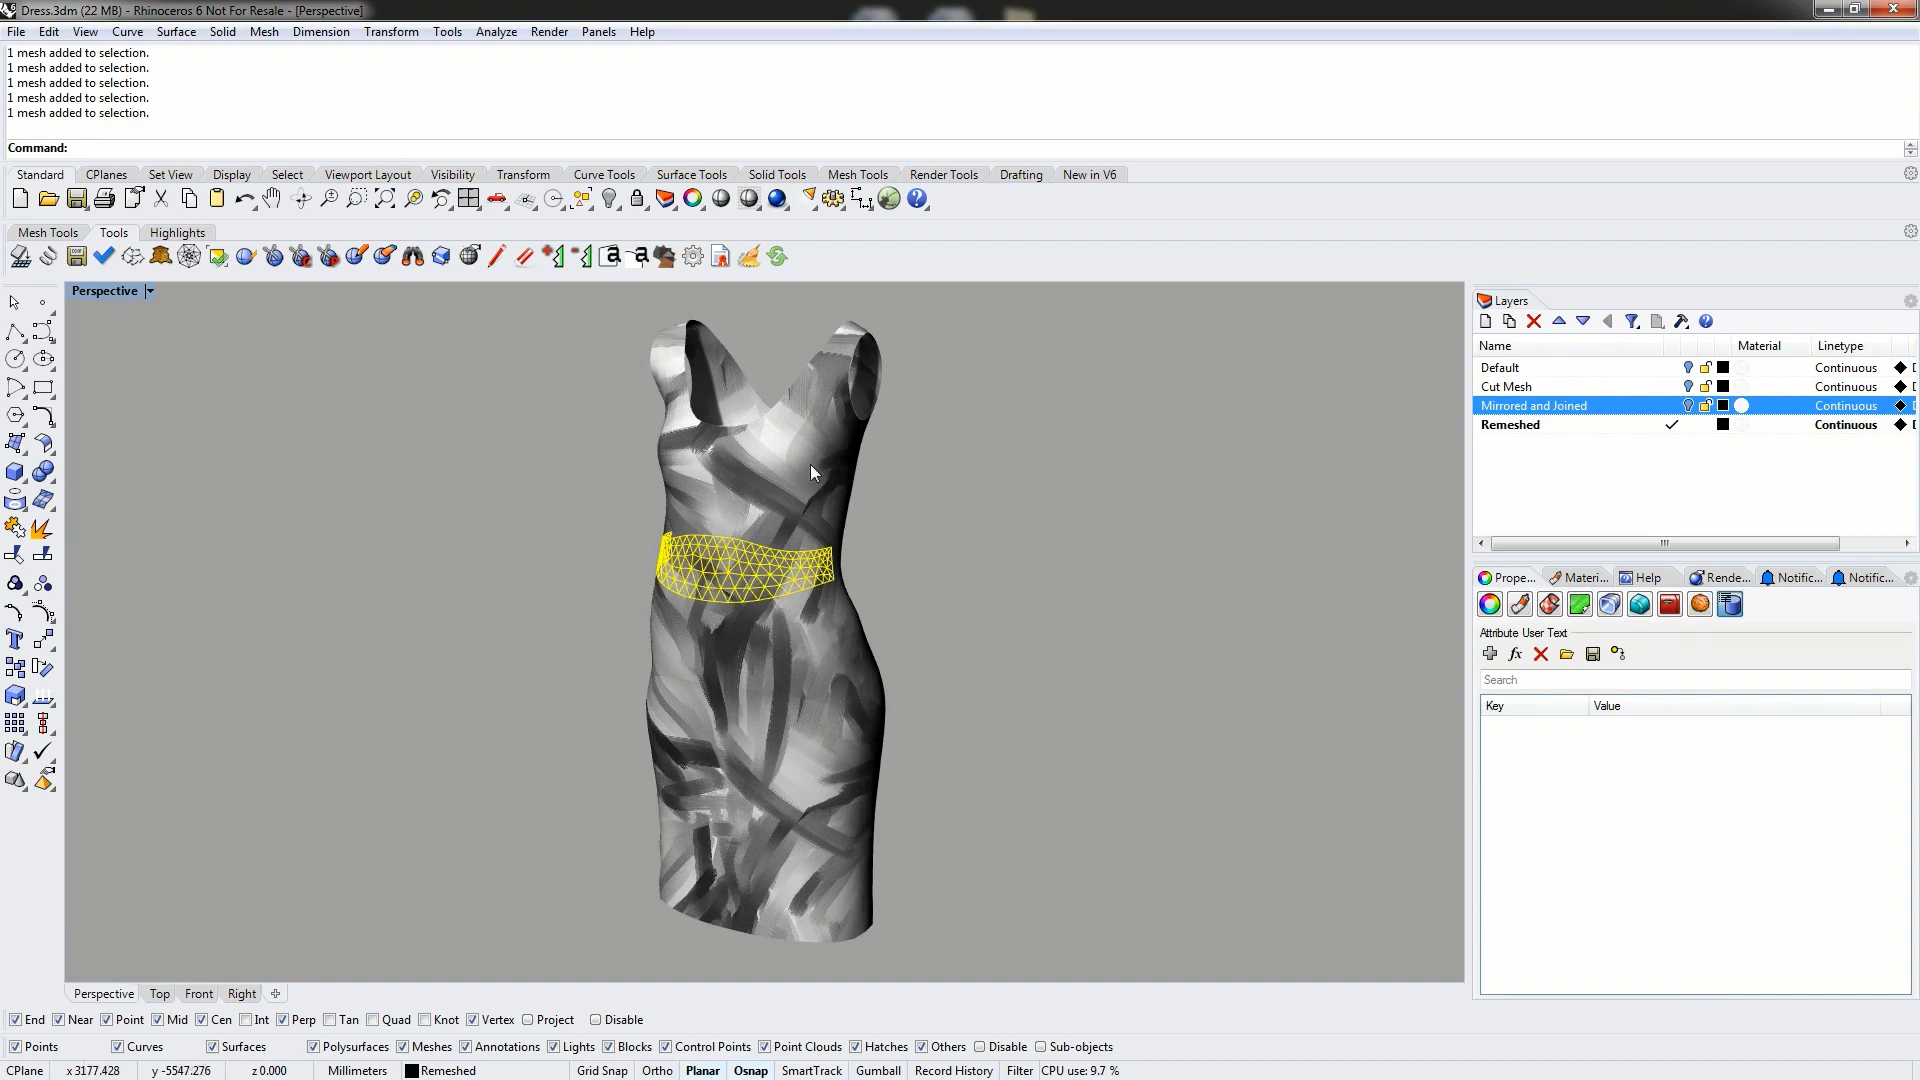 Dress.3dm (22 MB) - Rhinoceros 6 Not For Resale - [Perspective]
File Edit View Curve Surface Solid Mesh Dimension Transform Tools Analyze Render Panels Help
1 mesh added to selection.
1 mesh added to selection.
1 mesh added to selection.
1 mesh added to selection.
1 mesh added to selection.
Command:
Standard CPlanes Set View Display Select Viewport Layout Visibility Transform Curve Tools Surface Tools Solid Tools Mesh Tools Render Tools Drafting New in V6
Mesh Tools Tools Highlights
Perspective
Layers
Name Material Linetype
Default Continuous
Cut Mesh Continuous
Mirrored and Joined Continuous
Remeshed Continuous
Prope... Materi... Help Rende... Notific... Notific...
Attribute User Text
Search
Key Value
Perspective Top Front Right
End Near Point Mid Cen Int Perp Tan Quad Knot Vertex Project Disable
Points Curves Surfaces Polysurfaces Meshes Annotations Lights Blocks Control Points Point Clouds Hatches Others Disable Sub-objects
CPlane x 3177.428 y -5547.276 z 0.000 Millimeters Remeshed Grid Snap Ortho Planar Osnap SmartTrack Gumball Record History Filter CPU use: 9.7 %